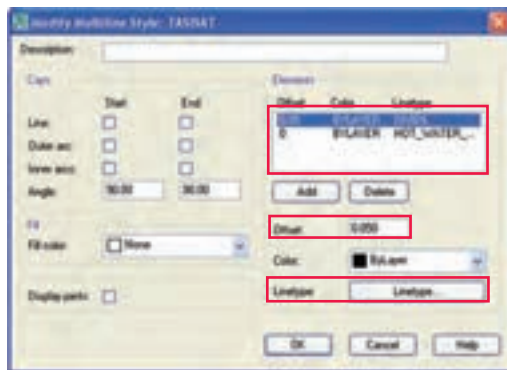 Modify Multiline Style: TASISAT
Description:
Caps
Elements
Start End
Offset Color Linetype
Line:
BYLAYER
Outer arc:
0 BYLAYER HOT_WATER_...
Inner arcs:
Angle: 90.00 90.00
Add Delete
Fill
Offset: 0.050
Fill color: None
Color: ByLayer
Display joints:
Linetype: Linetype...
OK Cancel Help